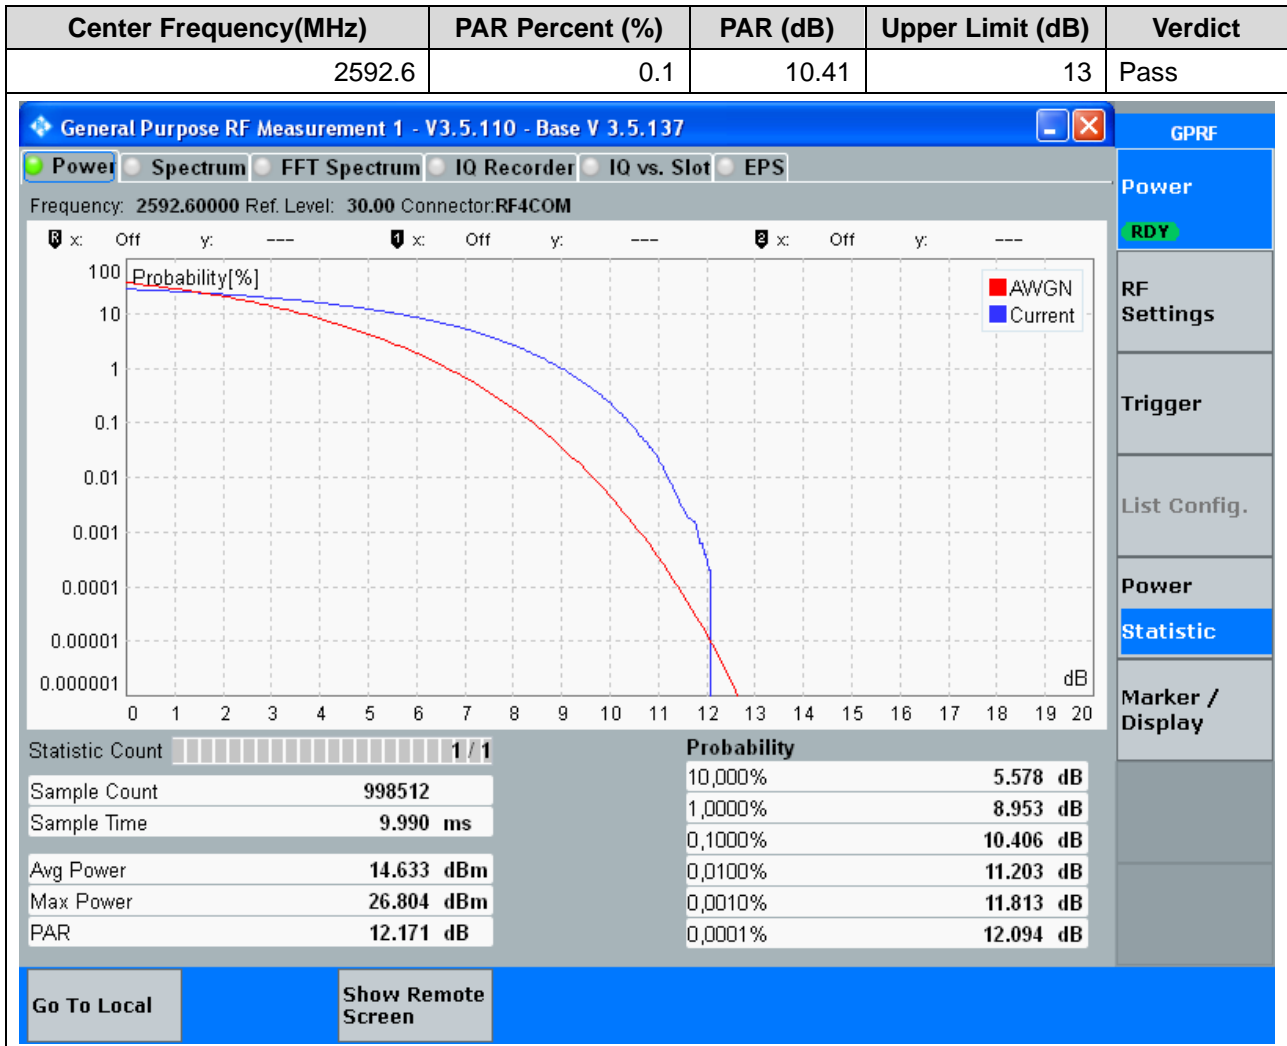 Center Frequency(MHz) PAR Percent (%) PAR (dB) Upper Limit (dB) Verdict
2592.6 0.1 10.41 13 Pass
General Purpose RF Measurement 1 - V3.5.110 - Base V 3.5.137
GPRF
Power Spectrum FFT Spectrum IQ Recorder IQ vs. Slot EPS
Frequency: 2592.60000 Ref. Level: 30.00 Connector:RF4COM
R x: Off y: --- 1 x: Off y: --- 2 x: Off y: ---
Probability[%]
AWGN
Current
100
10
1
0.1
0.01
0.001
0.0001
0.00001
0.000001
dB
0 1 2 3 4 5 6 7 8 9 10 11 12 13 14 15 16 17 18 19 20
Statistic Count 1 / 1
Sample Count 998512
Sample Time 9.990 ms
Avg Power 14.633 dBm
Max Power 26.804 dBm
PAR 12.171 dB
Probability
10,000% 5.578 dB
1,0000% 8.953 dB
0,1000% 10.406 dB
0,0100% 11.203 dB
0,0010% 11.813 dB
0,0001% 12.094 dB
Power
RDY
RF
Settings
Trigger
List Config.
Power
Statistic
Marker /
Display
Go To Local
Show Remote
Screen